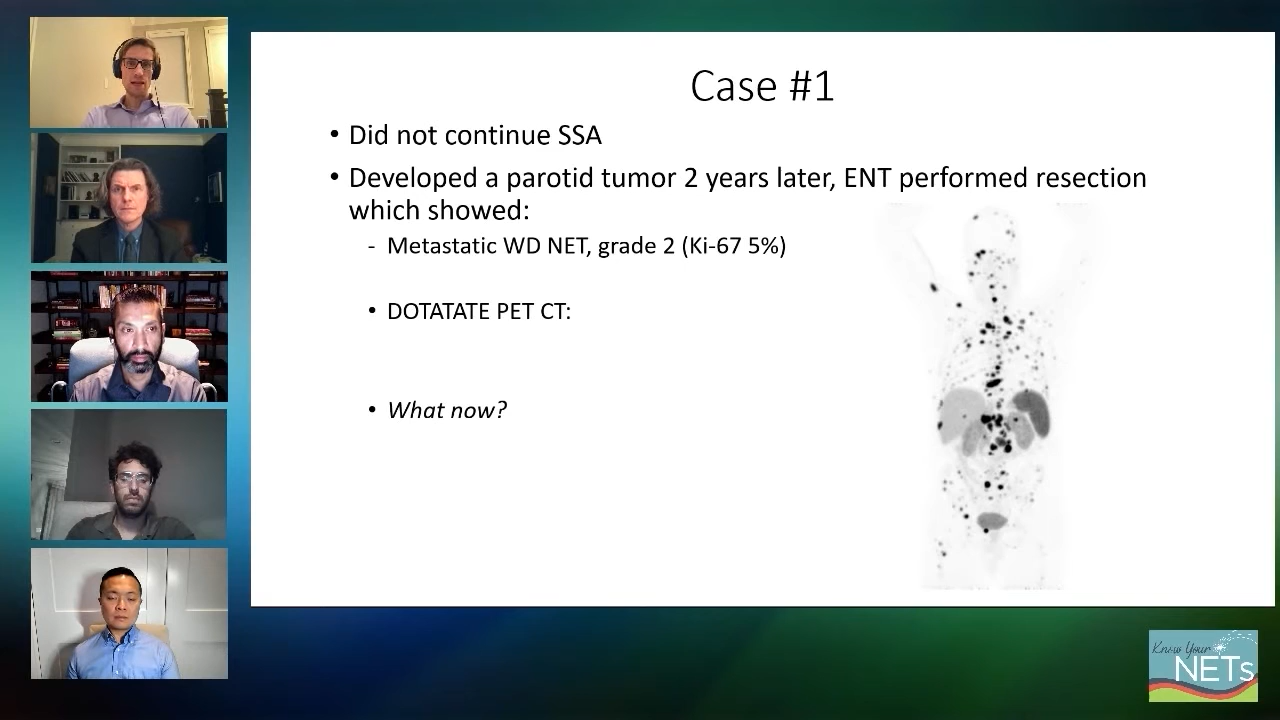 Case #1
• Did not continue SSA
• Developed a parotid tumor 2 years later, ENT performed resection
which showed:
- Metastatic WD NET, grade 2 (Ki-67 5%)
• DOTATATE PET CT:
• What now?
Know Your
NETs